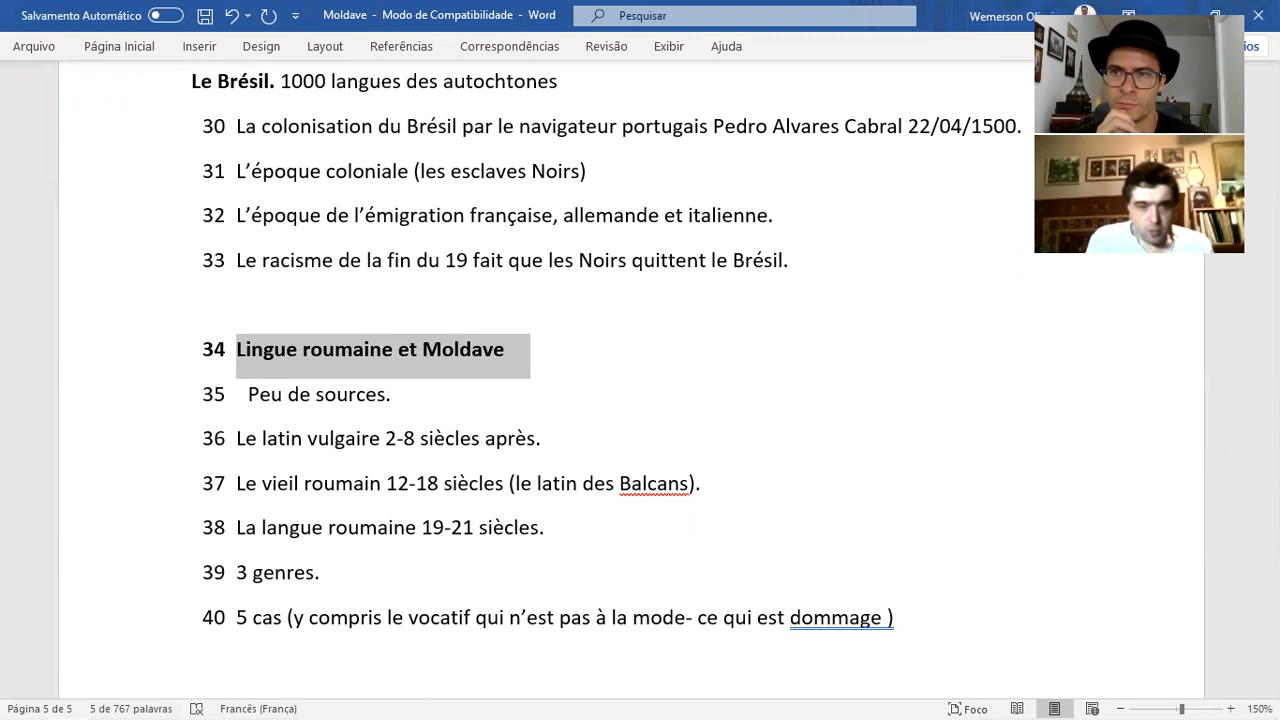 Salvamento Automático
Pesquisar
Wemerson D
Arquivo Página Inicial Inserir Design Layout Referências Correspondências Revisão Exibir Ajuda
Le Brésil. 1000 langues des autochtones
30 La colonisation du Brésil par le navigateur portugais Pedro Alvares Cabral 22/04/1500.
31 L’époque coloniale (les esclaves Noirs)
32 L’époque de l’émigration française, allemande et italienne.
33 Le racisme de la fin du 19 fait que les Noirs quittent le Brésil.
34 Lingue roumaine et Moldave
35 Peu de sources.
36 Le latin vulgaire 2-8 siècles après.
37 Le vieil roumain 12-18 siècles (le latin des Balcans).
38 La langue roumaine 19-21 siècles.
39 3 genres.
40 5 cas (y compris le vocatif qui n’est pas à la mode- ce qui est dommage )
Página 5 de 5 5 de 767 palavras Francês (França) Foco 150%